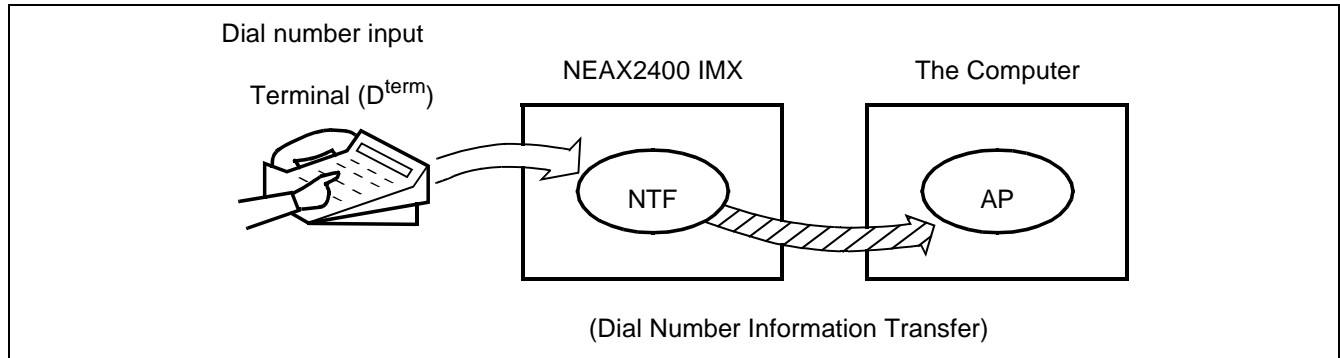 Dial number input
Terminal (Dterm)
NEAX2400 IMX
The Computer
NTF
AP
(Dial Number Information Transfer)